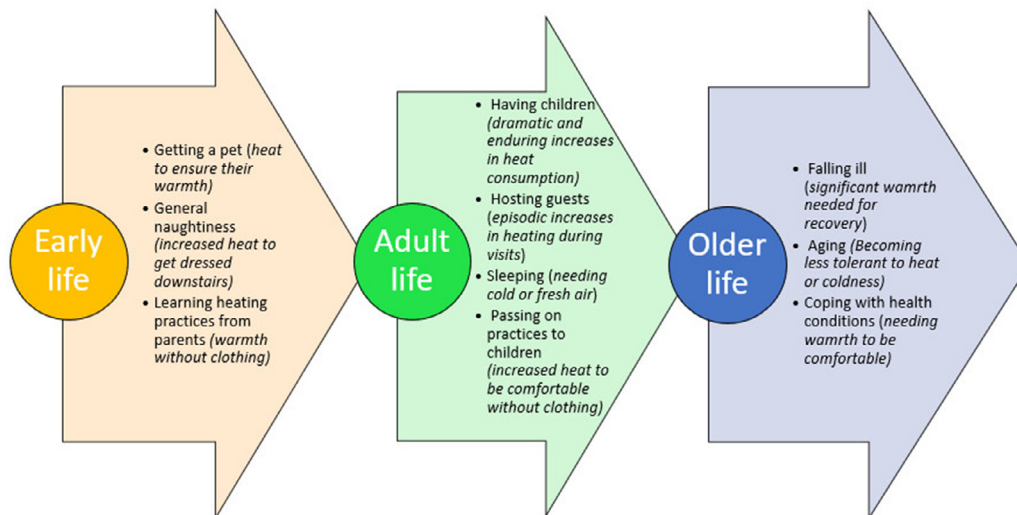 Early
life
• Getting a pet (heat
to ensure their
warmth)
• General
naughtiness
(increased heat to
get dressed
downstairs)
• Learning heating
practices from
parents (warmth
without clothing)
Adult
life
• Having children
(dramatic and
enduring increases
in heat
consumption)
• Hosting guests
(episodic increases
in heating during
visits)
• Sleeping (needing
cold or fresh air)
• Passing on
practices to
children
(increased heat to
be comfortable
without clothing)
Older
life
• Falling ill
(significant wamrth
needed for
recovery)
• Aging (Becoming
less tolerant to heat
or coldness)
• Coping with health
conditions (needing
wamrth to be
comfortable)